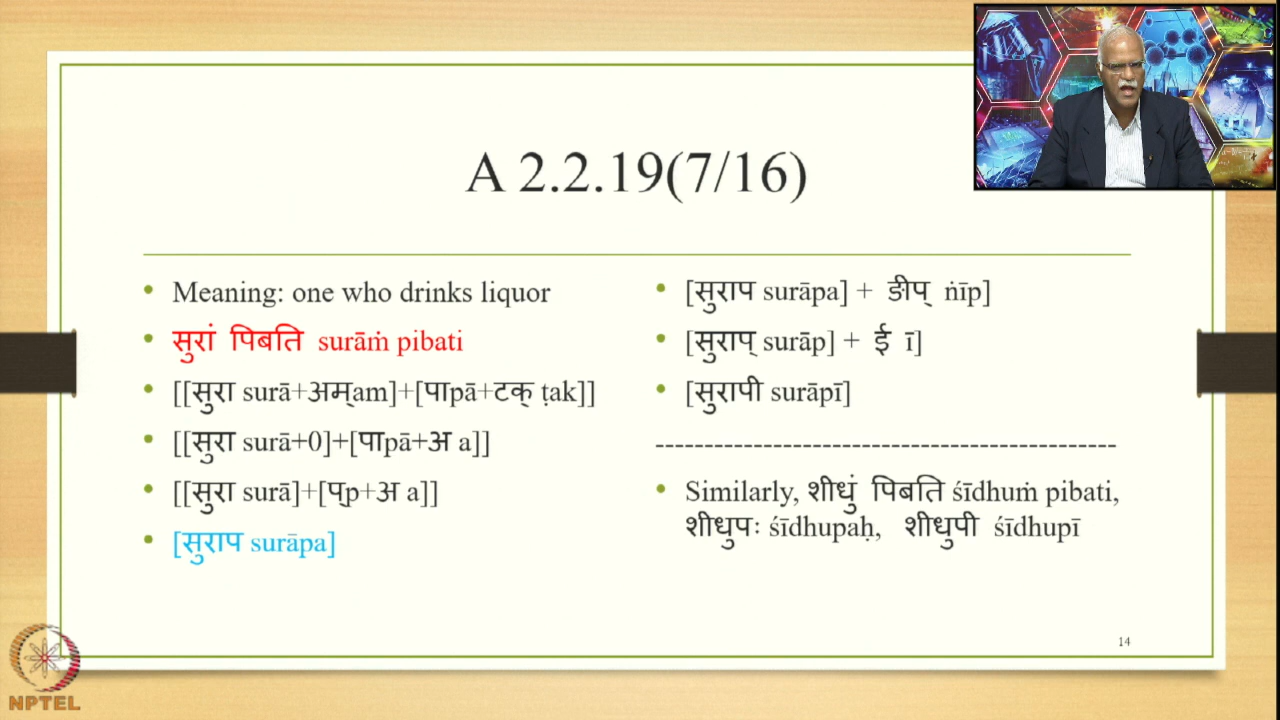 A 2.2.19(7/16)
• Meaning: one who drinks liquor
• सुरां पिबति surāṁ pibati
• [[सुरा surā+अम्am]+[पाpā+टक् ṭak]]
• [[सुरा surā+0]+[पाpā+अ a]]
• [[सुरा surā]+[प्p+अ a]]
• [सुराप surāpa]
• [सुराप surāpa] + ङीप् ṅīp]
• [सुराप् surāp] + ई ī]
• [सुरापी surāpī]
-----------------------------------------------
• Similarly, शीधुं पिबति śīdhuṁ pibati,
शीधुपः śīdhupaḥ, शीधुपी śīdhupī
14
NPTEL